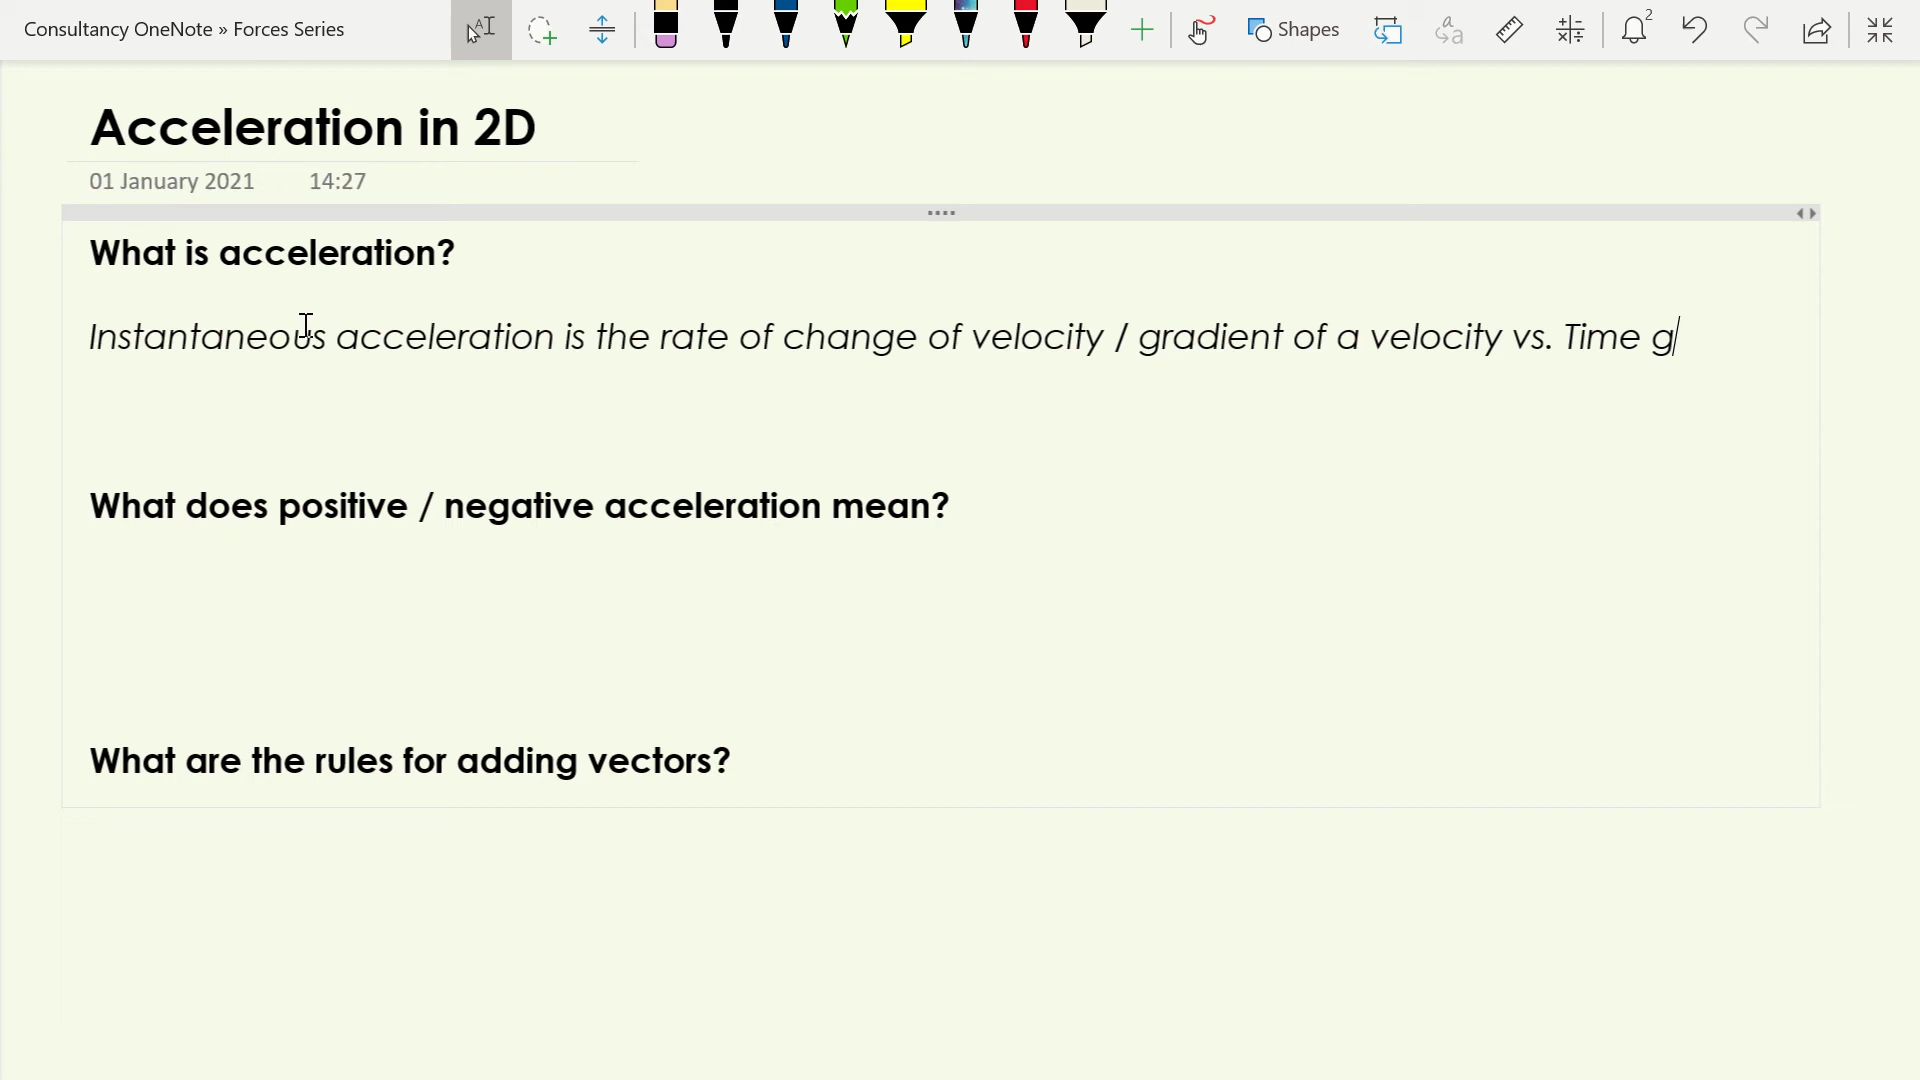 Consultancy OneNote » Forces Series
Shapes
2
Acceleration in 2D
01 January 2021 14:27
What is acceleration?
Instantaneous acceleration is the rate of change of velocity / gradient of a velocity vs. Time g
What does positive / negative acceleration mean?
What are the rules for adding vectors?